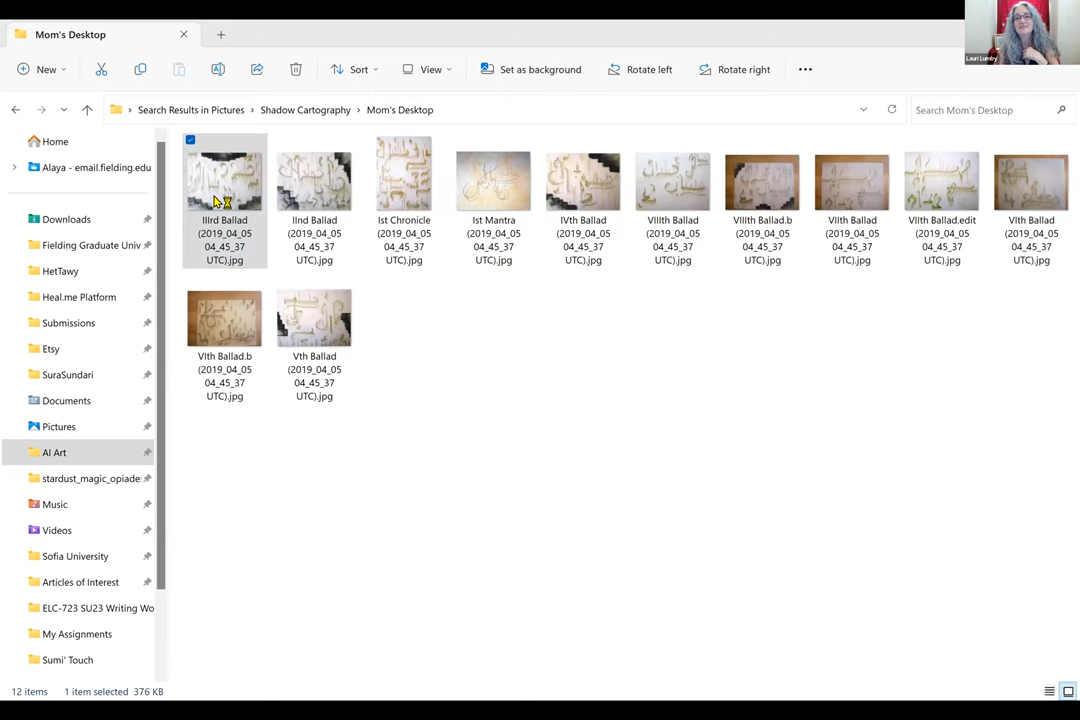 Mom's Desktop
Lauri Lumby
New
Sort
View
Set as background
Rotate left
Rotate right
Search Results in Pictures > Shadow Cartography > Mom's Desktop
Search Mom's Desktop
Home
Alaya - email.fielding.edu
Downloads
Fielding Graduate Univ
HetTawy
Heal.me Platform
Submissions
Etsy
SuraSundari
Documents
Pictures
AI Art
stardust_magic_opiade
Music
Videos
Sofia University
Articles of Interest
ELC-723 SU23 Writing Wo
My Assignments
Sumi' Touch
IIIrd Ballad
(2019_04_05
04_45_37
UTC).jpg
IInd Ballad
(2019_04_05
04_45_37
UTC).jpg
Ist Chronicle
(2019_04_05
04_45_37
UTC).jpg
Ist Mantra
(2019_04_05
04_45_37
UTC).jpg
IVth Ballad
(2019_04_05
04_45_37
UTC).jpg
VIIIth Ballad
(2019_04_05
04_45_37
UTC).jpg
VIIIth Ballad.b
(2019_04_05
04_45_37
UTC).jpg
VIIth Ballad
(2019_04_05
04_45_37
UTC).jpg
VIIth Ballad.edit
(2019_04_05
04_45_37
UTC).jpg
VIth Ballad
(2019_04_05
04_45_37
UTC).jpg
VIth Ballad.b
(2019_04_05
04_45_37
UTC).jpg
Vth Ballad
(2019_04_05
04_45_37
UTC).jpg
12 items
1 item selected 376 KB